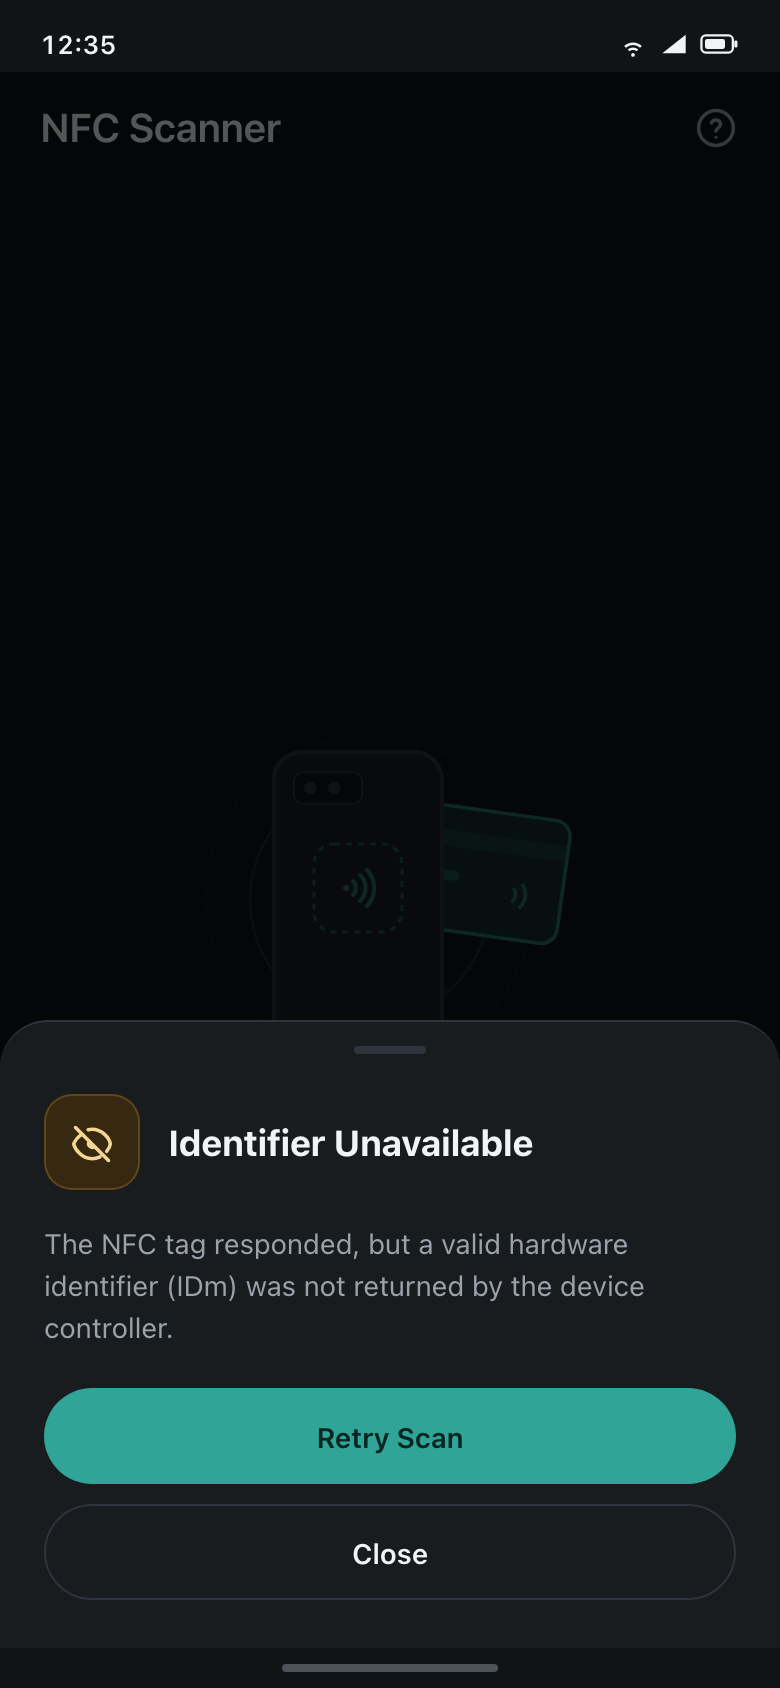 12:35
NFC Scanner
Identifier Unavailable
The NFC tag responded, but a valid hardware
identifier (IDm) was not returned by the device
controller.
Retry Scan
Close